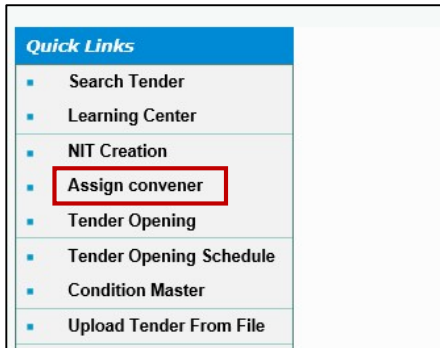 Quick Links
Search Tender
Learning Center
NIT Creation
Assign convener
Tender Opening
Tender Opening Schedule
Condition Master
Upload Tender From File